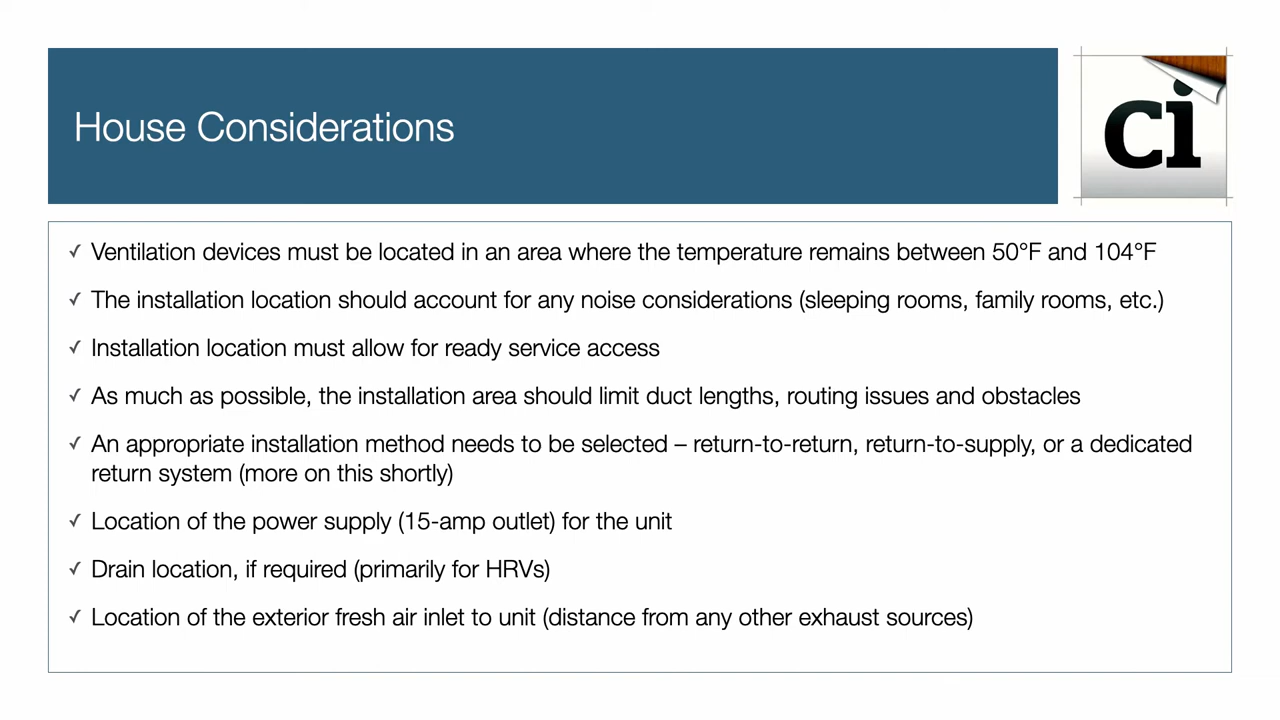 House Considerations
ci
✓ Ventilation devices must be located in an area where the temperature remains between 50°F and 104°F
✓ The installation location should account for any noise considerations (sleeping rooms, family rooms, etc.)
✓ Installation location must allow for ready service access
✓ As much as possible, the installation area should limit duct lengths, routing issues and obstacles
✓ An appropriate installation method needs to be selected – return-to-return, return-to-supply, or a dedicated
return system (more on this shortly)
✓ Location of the power supply (15-amp outlet) for the unit
✓ Drain location, if required (primarily for HRVs)
✓ Location of the exterior fresh air inlet to unit (distance from any other exhaust sources)